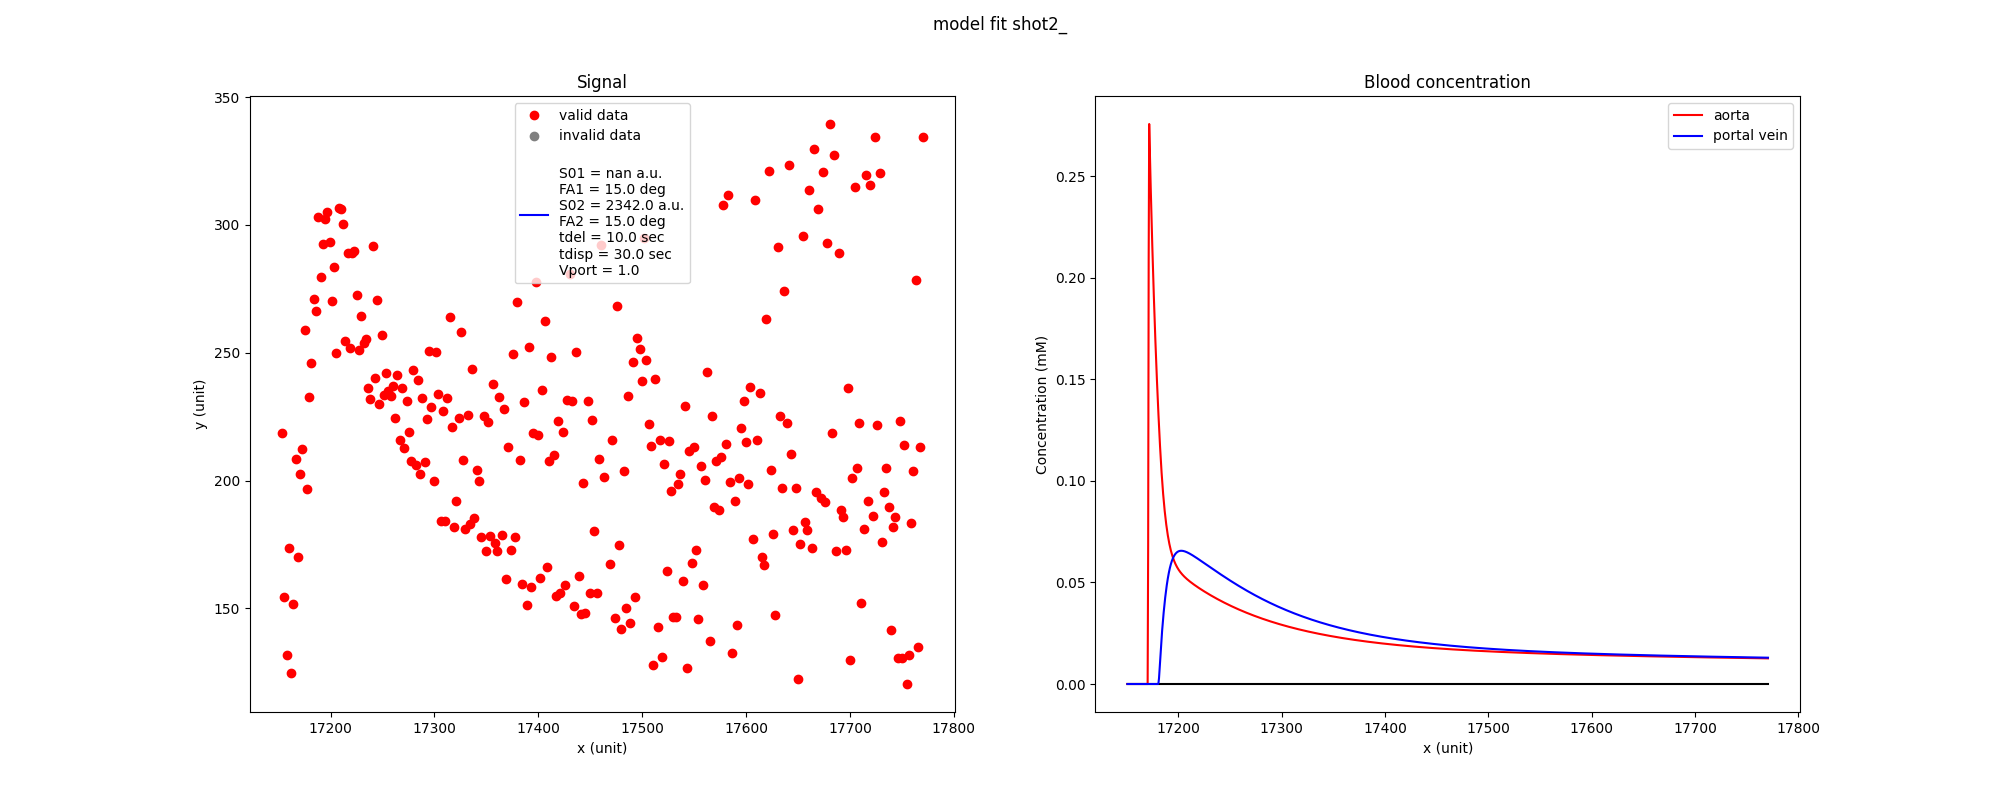 model fit shot2_
Signal
350
300
250
200
150
y (unit)
valid data
invalid data
S01 = nan a.u.
FA1 = 15.0 deg
S02 = 2342.0 a.u.
FA2 = 15.0 deg
tdel = 10.0 sec
tdisp = 30.0 sec
Vport = 1.0
17200 17300 17400 17500 17600 17700 17800
x (unit)
Blood concentration
0.25
0.20
0.15
0.10
0.05
0.00
Concentration (mM)
aorta
portal vein
17200 17300 17400 17500 17600 17700 17800
x (unit)